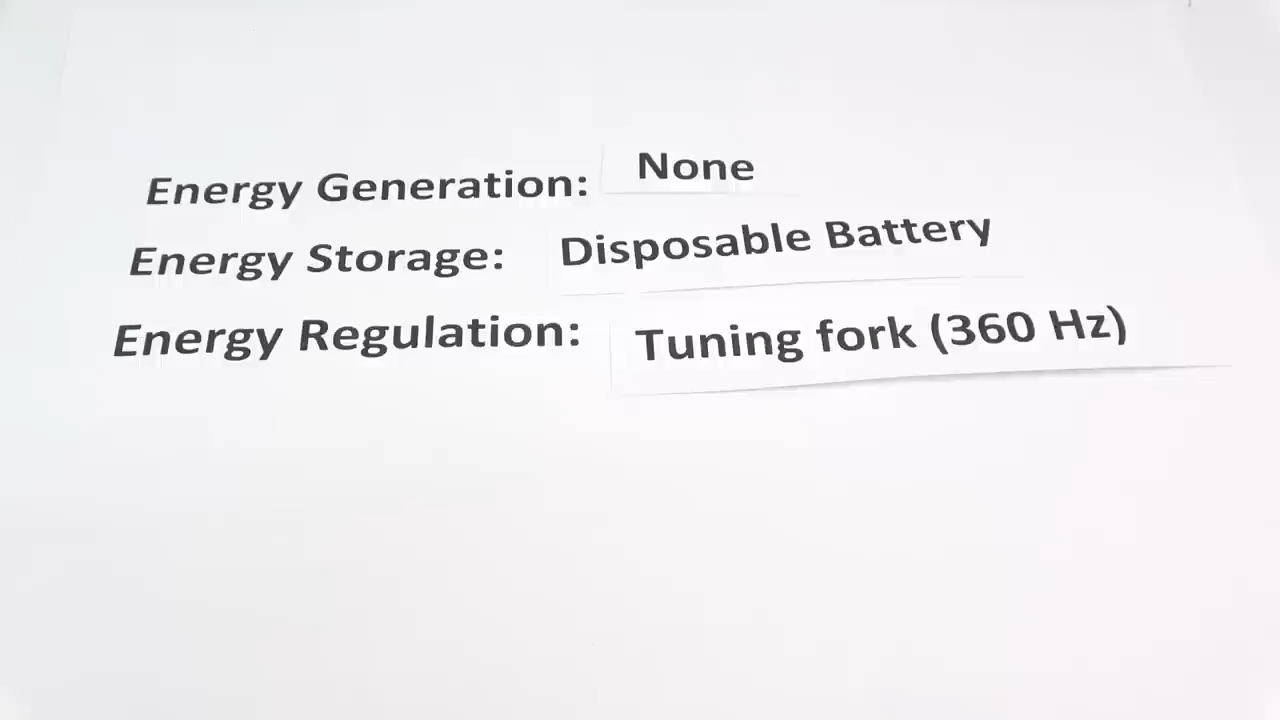 Energy Generation: None
Energy Storage: Disposable Battery
Energy Regulation: Tuning fork (360 Hz)